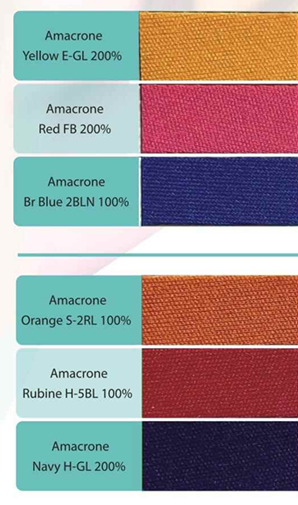 Amacrone
Yellow E-GL 200%
Amacrone
Red FB 200%
Amacrone
Br Blue 2BLN 100%
Amacrone
Orange S-2RL 100%
Amacrone
Rubine H-5BL 100%
Amacrone
Navy H-GL 200%